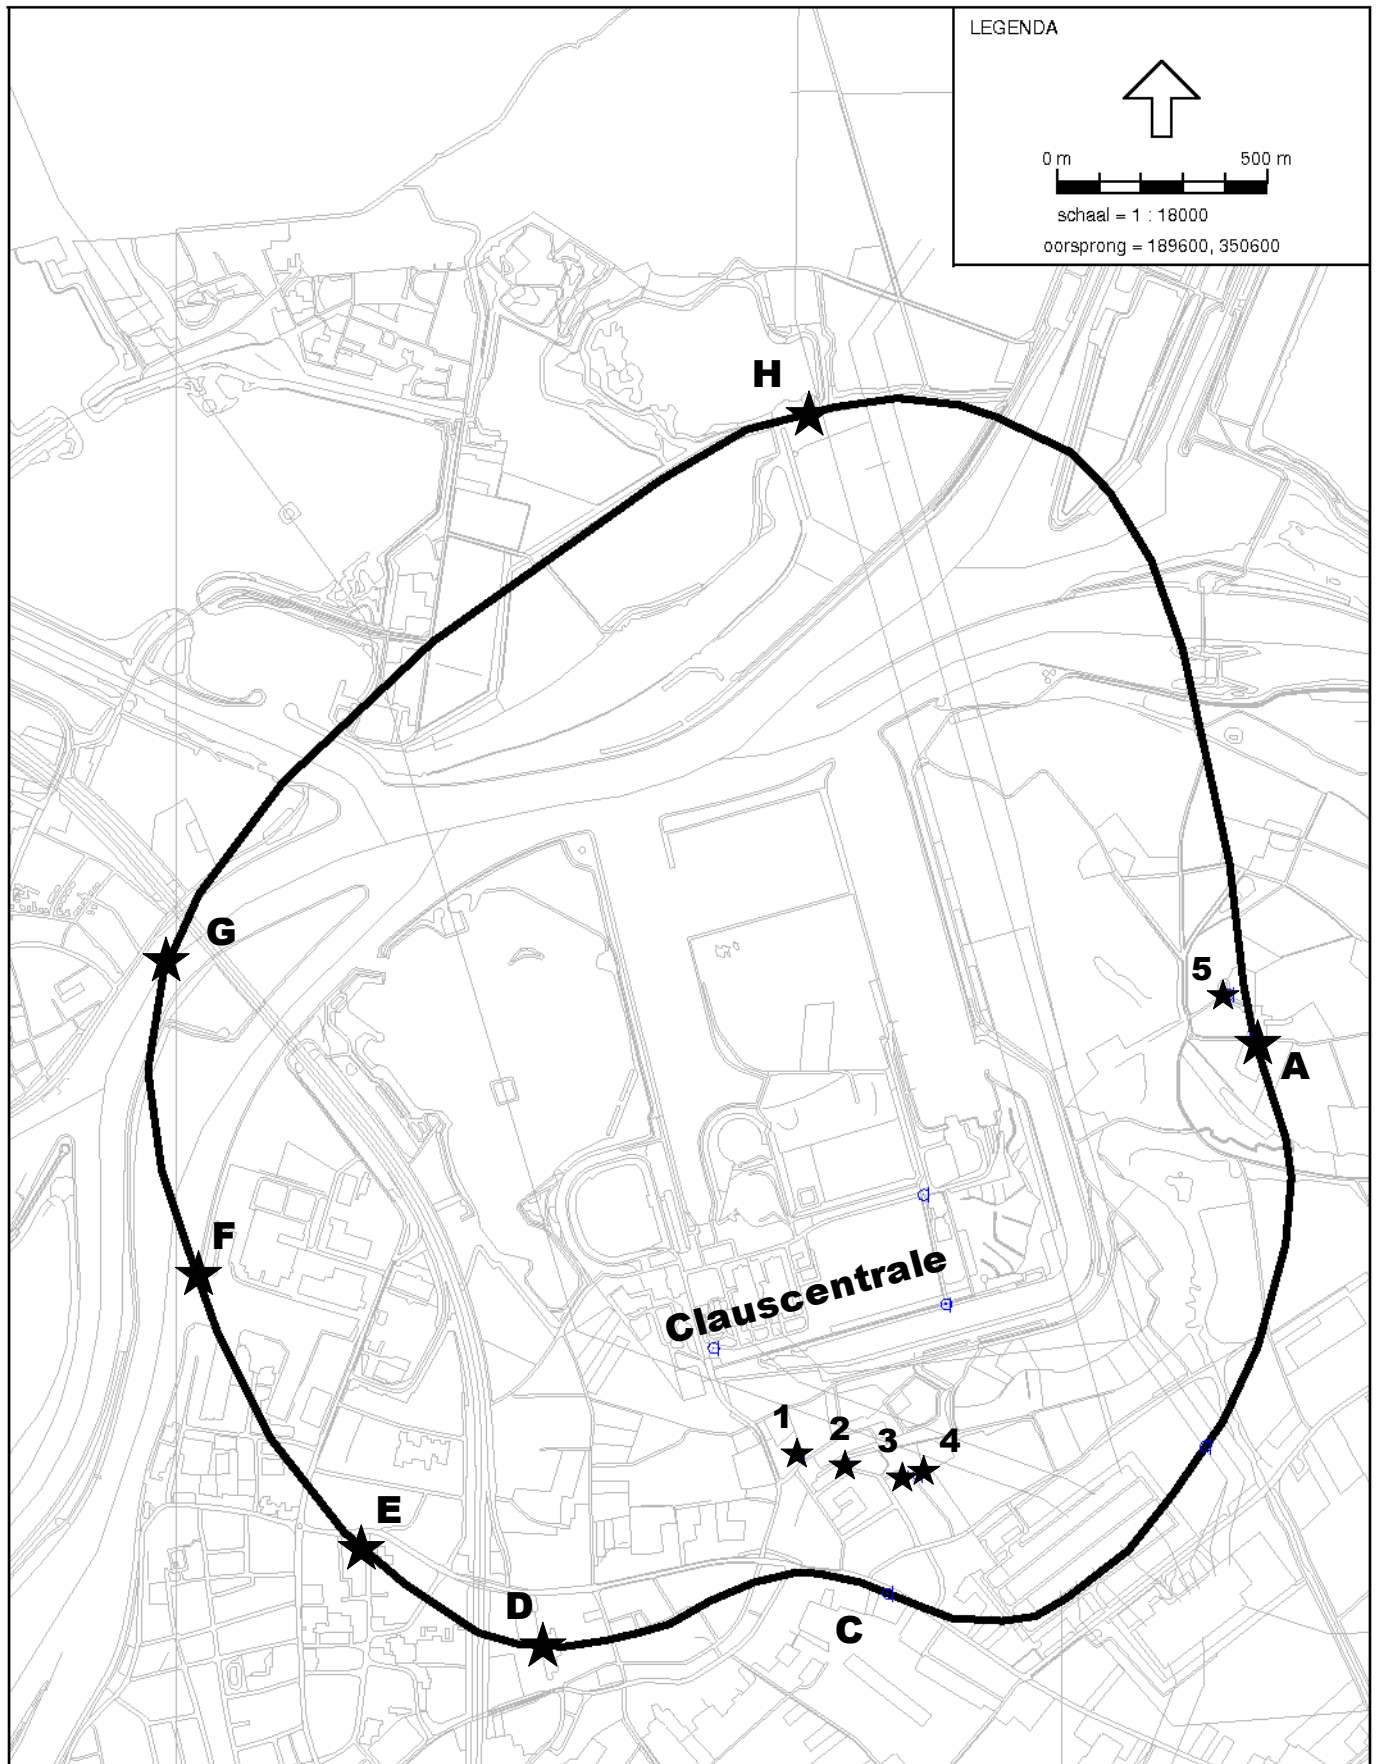 LEGENDA
0 m 500 m
schaal = 1 : 18000
oorsprong = 189600, 350600
H
G
5
A
F
Clauscentrale
1
2
3
4
E
D
C